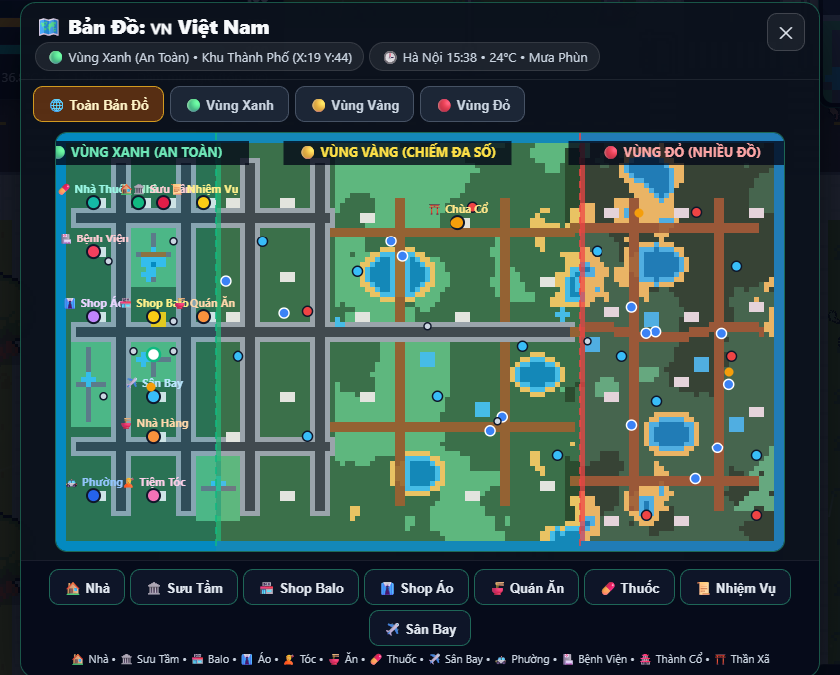 Bản Đồ: VN Việt Nam
Vùng Xanh (An Toàn) • Khu Thành Phố (X:19 Y:44)
Hà Nội 15:38 • 24°C • Mưa Phùn
Toàn Bản Đồ
Vùng Xanh
Vùng Vàng
Vùng Đỏ
VÙNG XANH (AN TOÀN)
VÙNG VÀNG (CHIẾM ĐA SỐ)
VÙNG ĐỎ (NHIỀU ĐỒ)
Nhà Thuốc
Sưu Tầm
Nhiệm Vụ
Chùa Cổ
Bệnh Viện
Shop Áo
Shop Balo
Quán Ăn
Sân Bay
Nhà Hàng
Phường
Tiệm Tóc
Nhà
Sưu Tầm
Shop Balo
Shop Áo
Quán Ăn
Thuốc
Nhiệm Vụ
Sân Bay
Nhà • Sưu Tầm • Balo • Áo • Tóc • Ăn • Thuốc • Sân Bay • Phường • Bệnh Viện • Thành Cổ • Thần Xã